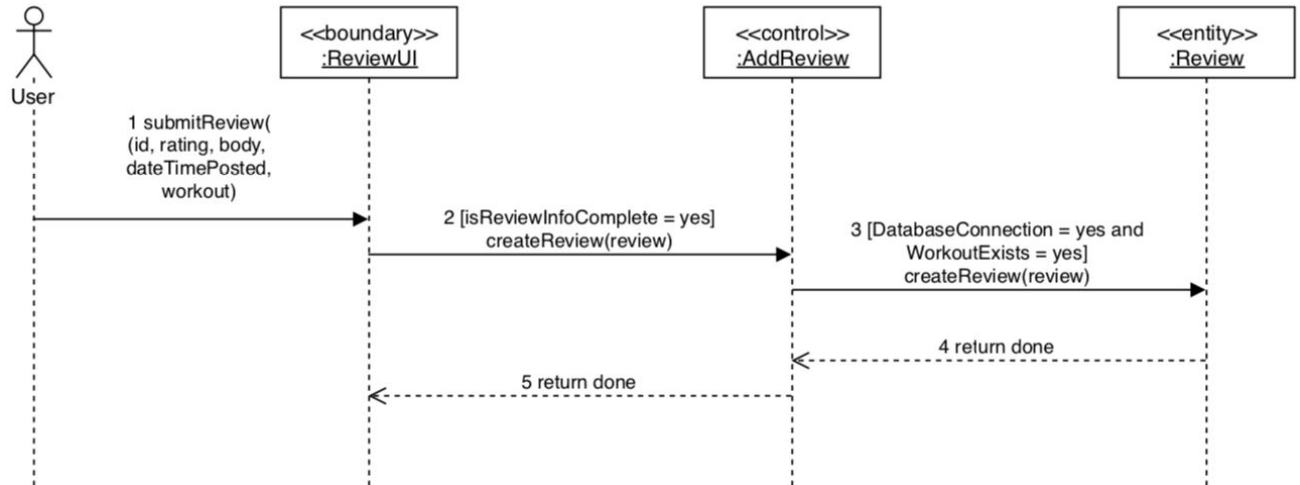 <<boundary>>
:ReviewUI
<<control>>
:AddReview
<<entity>>
:Review
User
1 submitReview(
(id, rating, body,
dateTimePosted,
workout)
2 [isReviewInfoComplete = yes]
createReview(review)
3 [DatabaseConnection = yes and
WorkoutExists = yes]
createReview(review)
4 return done
5 return done